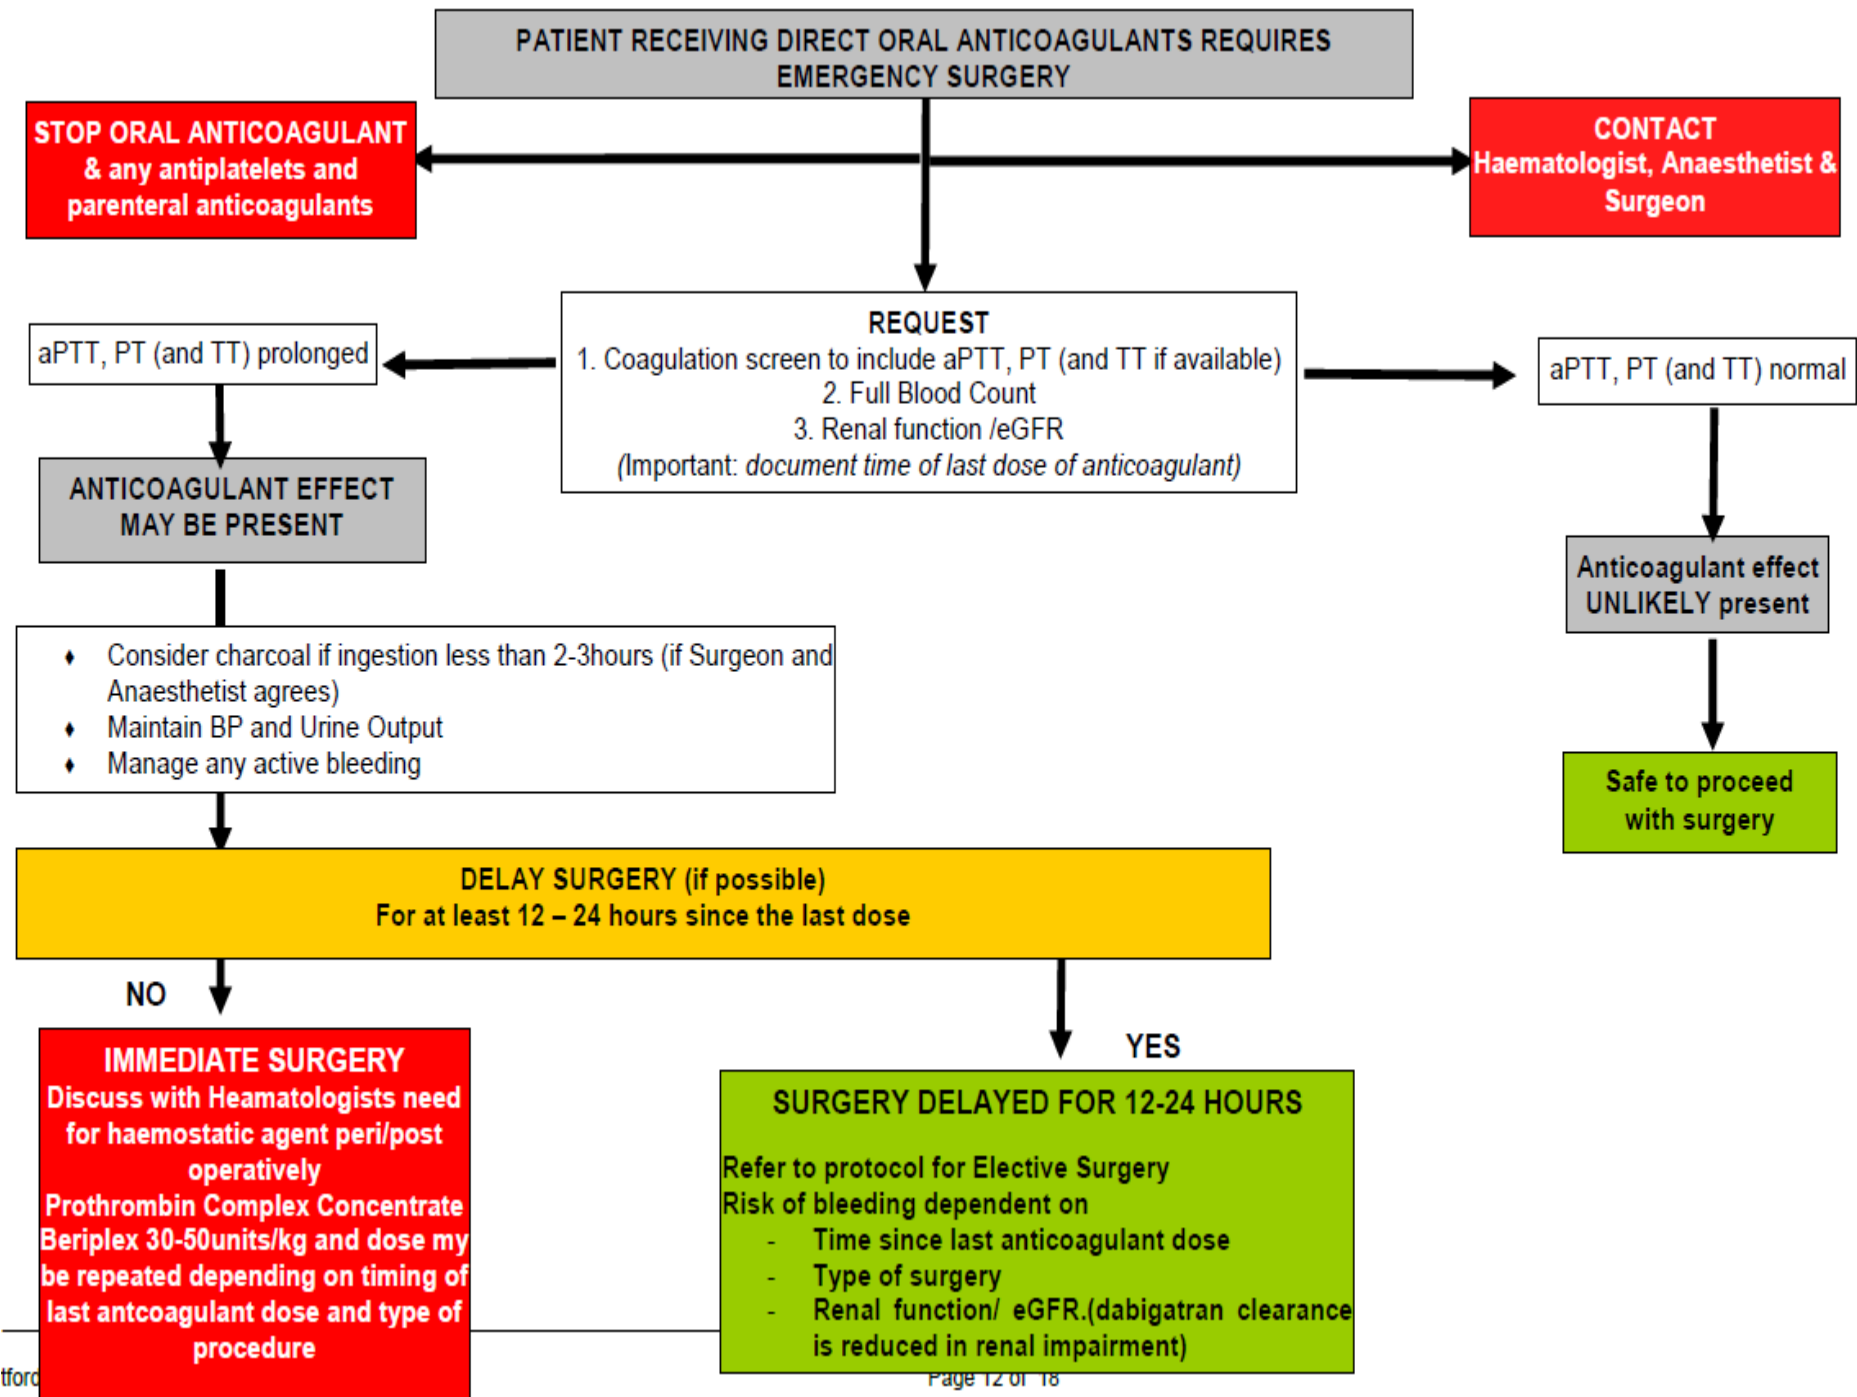 PATIENT RECEIVING DIRECT ORAL ANTICOAGULANTS REQUIRES
EMERGENCY SURGERY
STOP ORAL ANTICOAGULANT
& any antiplatelets and
parenteral anticoagulants
CONTACT
Haematologist, Anaesthetist &
Surgeon
REQUEST
1. Coagulation screen to include aPTT, PT (and TT if available)
2. Full Blood Count
3. Renal function /eGFR
(Important: document time of last dose of anticoagulant)
aPTT, PT (and TT) prolonged
aPTT, PT (and TT) normal
ANTICOAGULANT EFFECT
MAY BE PRESENT
Anticoagulant effect
UNLIKELY present
♦ Consider charcoal if ingestion less than 2-3hours (if Surgeon and
Anaesthetist agrees)
♦ Maintain BP and Urine Output
♦ Manage any active bleeding
Safe to proceed
with surgery
DELAY SURGERY (if possible)
For at least 12 – 24 hours since the last dose
NO
YES
IMMEDIATE SURGERY
Discuss with Heamatologists need
for haemostatic agent peri/post
operatively
Prothrombin Complex Concentrate
Beriplex 30-50units/kg and dose my
be repeated depending on timing of
last antcoagulant dose and type of
procedure
SURGERY DELAYED FOR 12-24 HOURS
Refer to protocol for Elective Surgery
Risk of bleeding dependent on
- Time since last anticoagulant dose
- Type of surgery
- Renal function/ eGFR.(dabigatran clearance
is reduced in renal impairment)
tford
Page 12 of 18